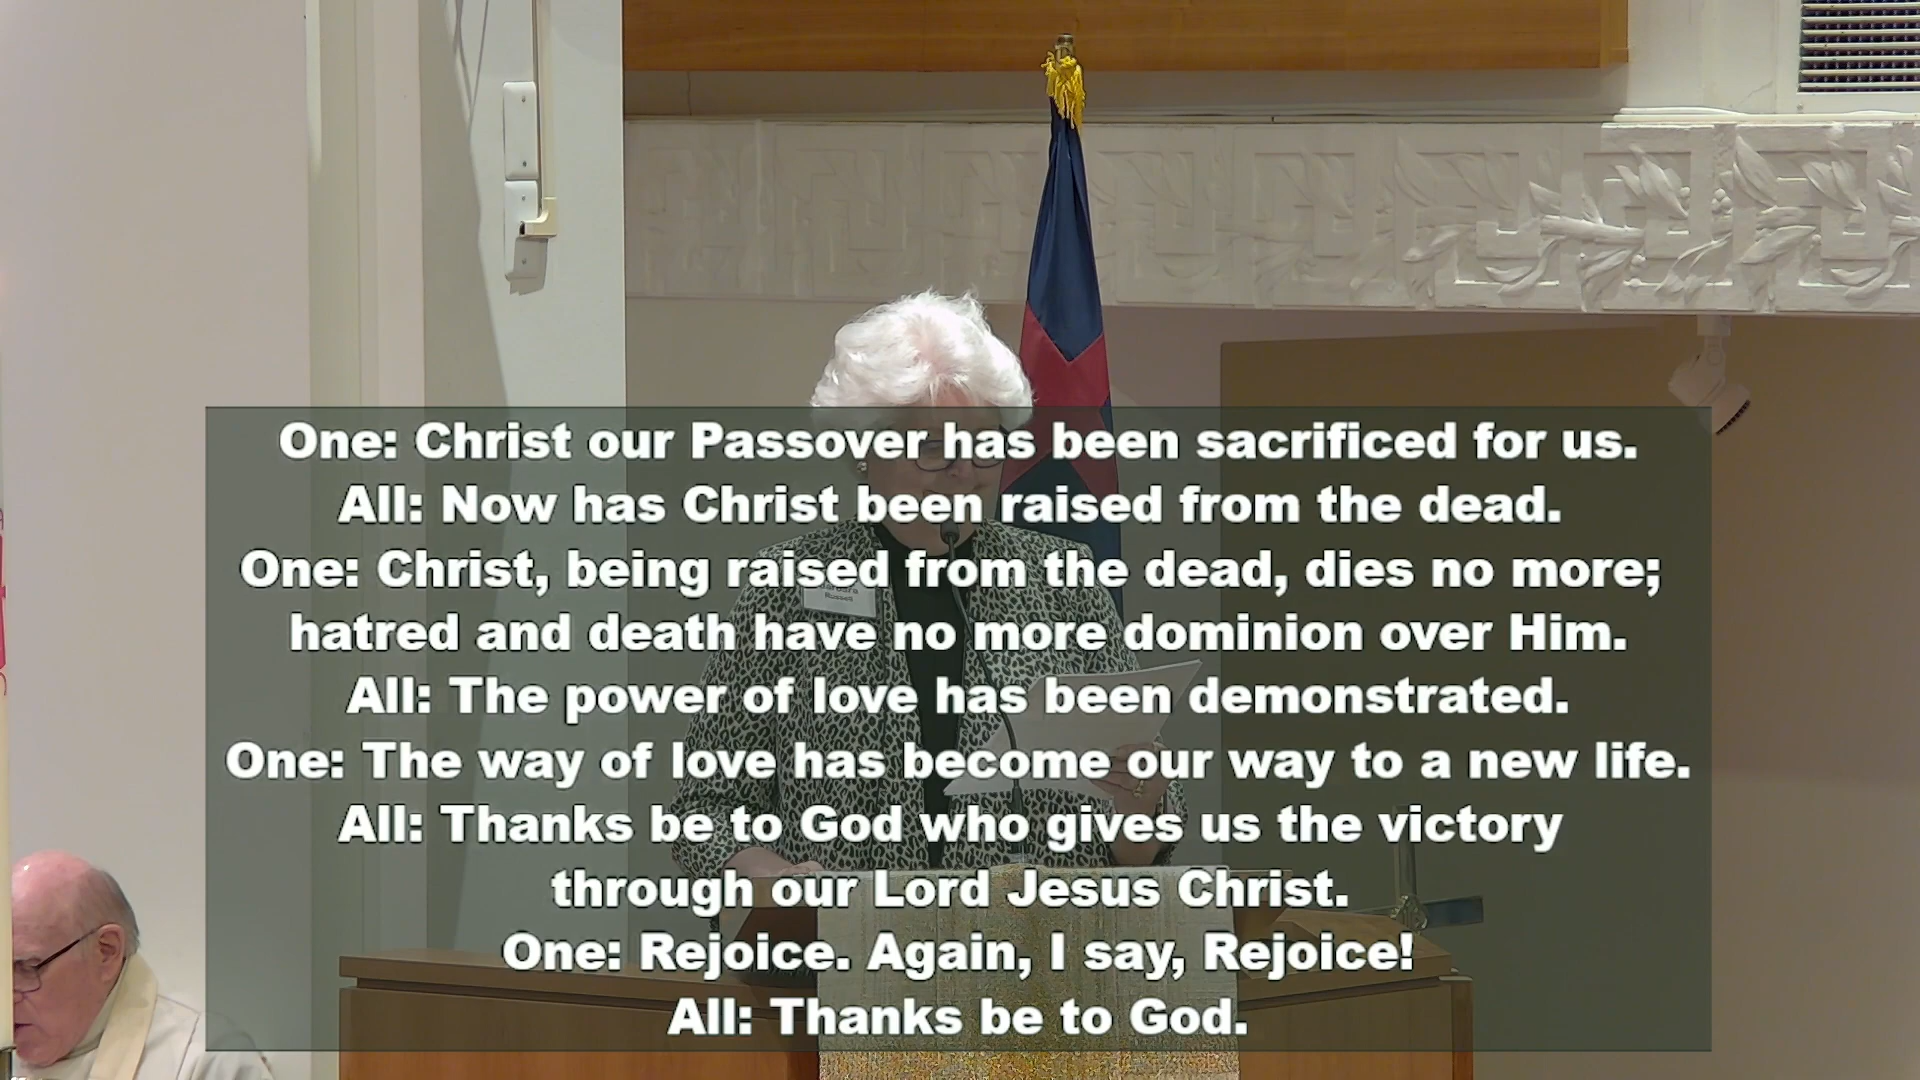 One: Christ our Passover has been sacrificed for us.
All: Now has Christ been raised from the dead.
One: Christ, being raised from the dead, dies no more;
hatred and death have no more dominion over Him.
All: The power of love has been demonstrated.
One: The way of love has become our way to a new life.
All: Thanks be to God who gives us the victory
through our Lord Jesus Christ.
One: Rejoice. Again, I say, Rejoice!
All: Thanks be to God.
Barbara
Russell